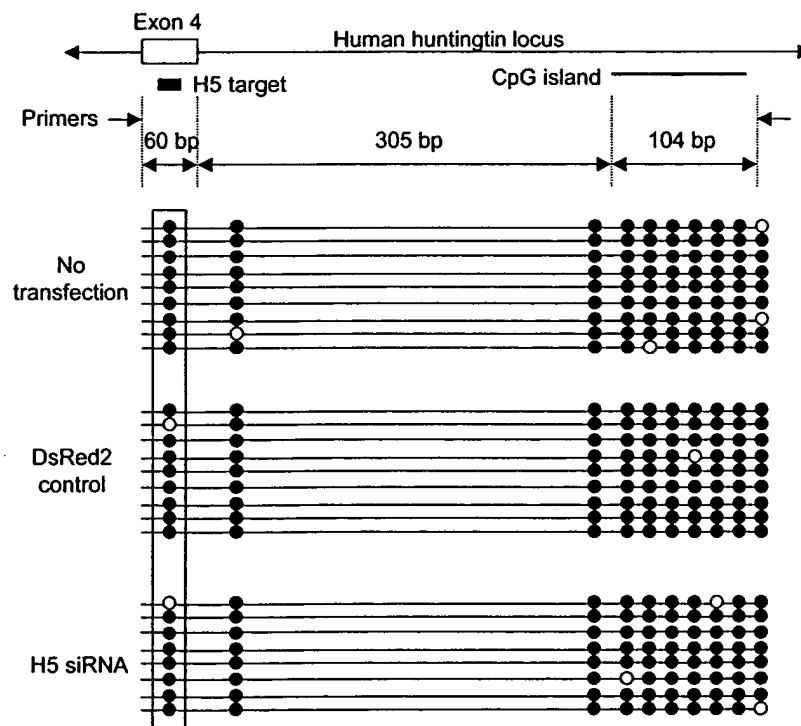 Exon 4
Human huntingtin locus
H5 target
CpG island
Primers
60 bp
305 bp
104 bp
No
transfection
DsRed2
control
H5 siRNA